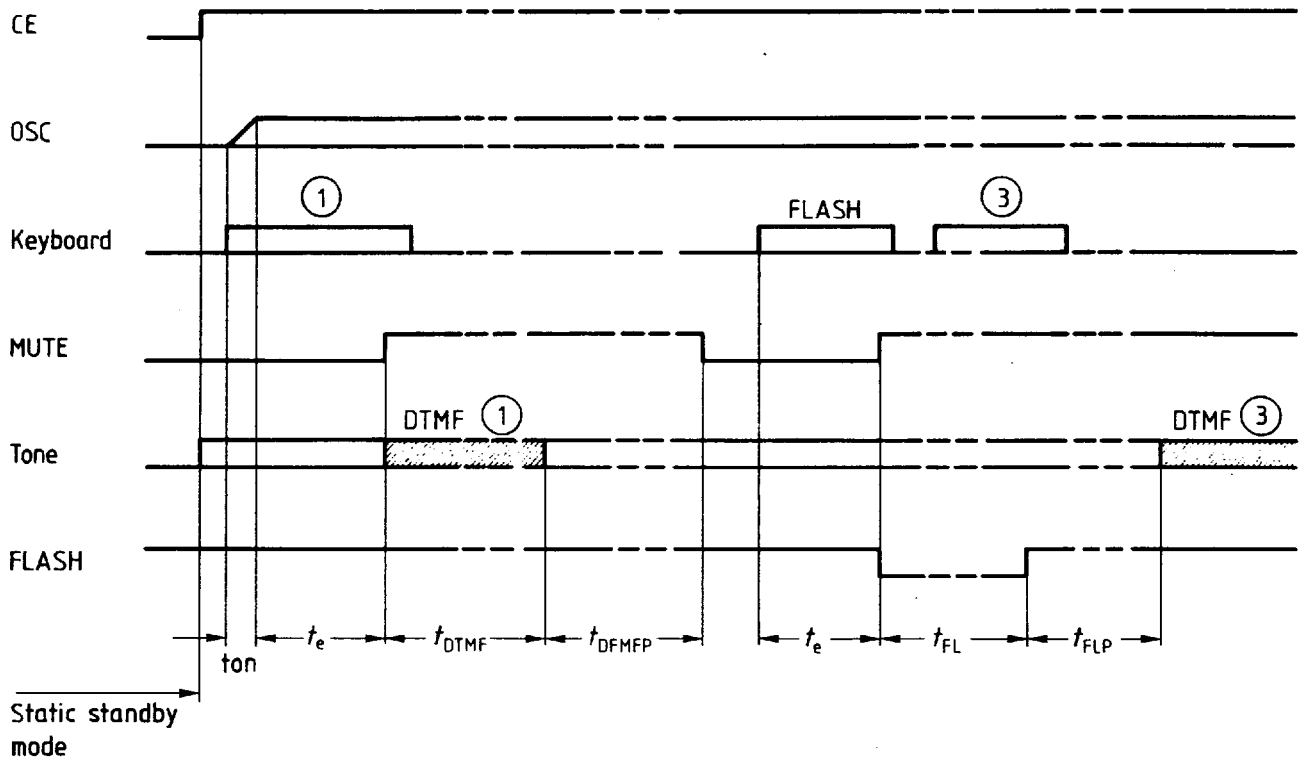 CE
OSC
1
FLASH
3
Keyboard
MUTE
DTMF 1
DTMF 3
Tone
FLASH
te tDTMF tDFMFP te tFL tFLP
ton
Static standby
mode